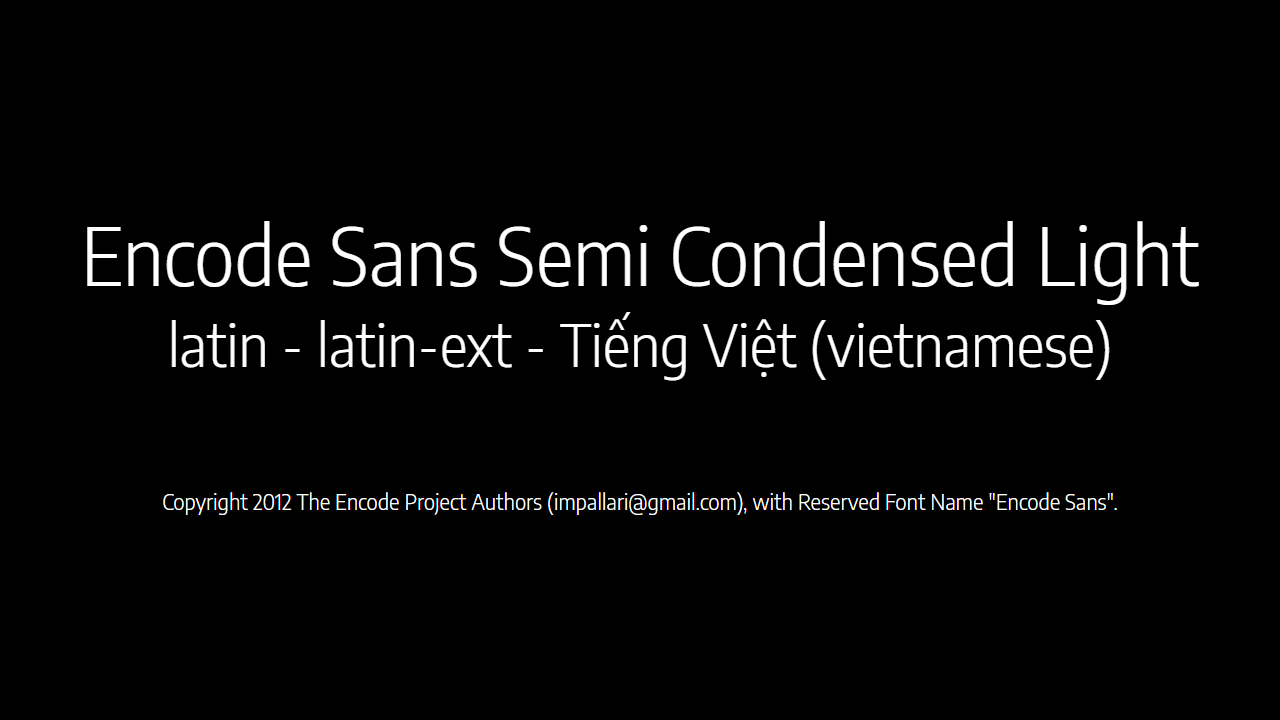 Encode Sans Semi Condensed Light
latin - latin-ext - Tiếng Việt (vietnamese)
Copyright 2012 The Encode Project Authors (impallari@gmail.com), with Reserved Font Name "Encode Sans".